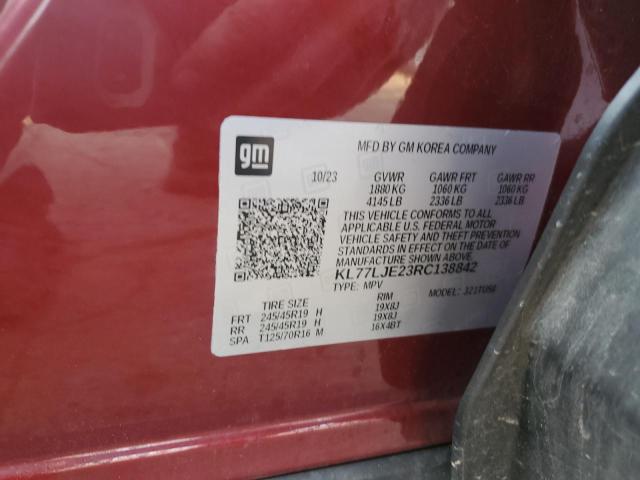 gm
MFD BY GM KOREA COMPANY
10/23 GVWR GAWR FRT GAWR RR
1880 KG 1060 KG 1060 KG
4145 LB 2336 LB 2336 LB
THIS VEHICLE CONFORMS TO ALL
APPLICABLE U.S. FEDERAL MOTOR
VEHICLE SAFETY AND THEFT
PREVENTION STANDARDS IN EFFECT ON
THE DATE OF MANUFACTURE SHOWN ABOVE.
KL77LJE23RC138842
TYPE: MPV MODEL: 321TUS6
TIRE SIZE RIM
FRT 245/45R19 H 19X8J
RR 245/45R19 H 19X8J
SPA T125/70R16 M 16X4BT